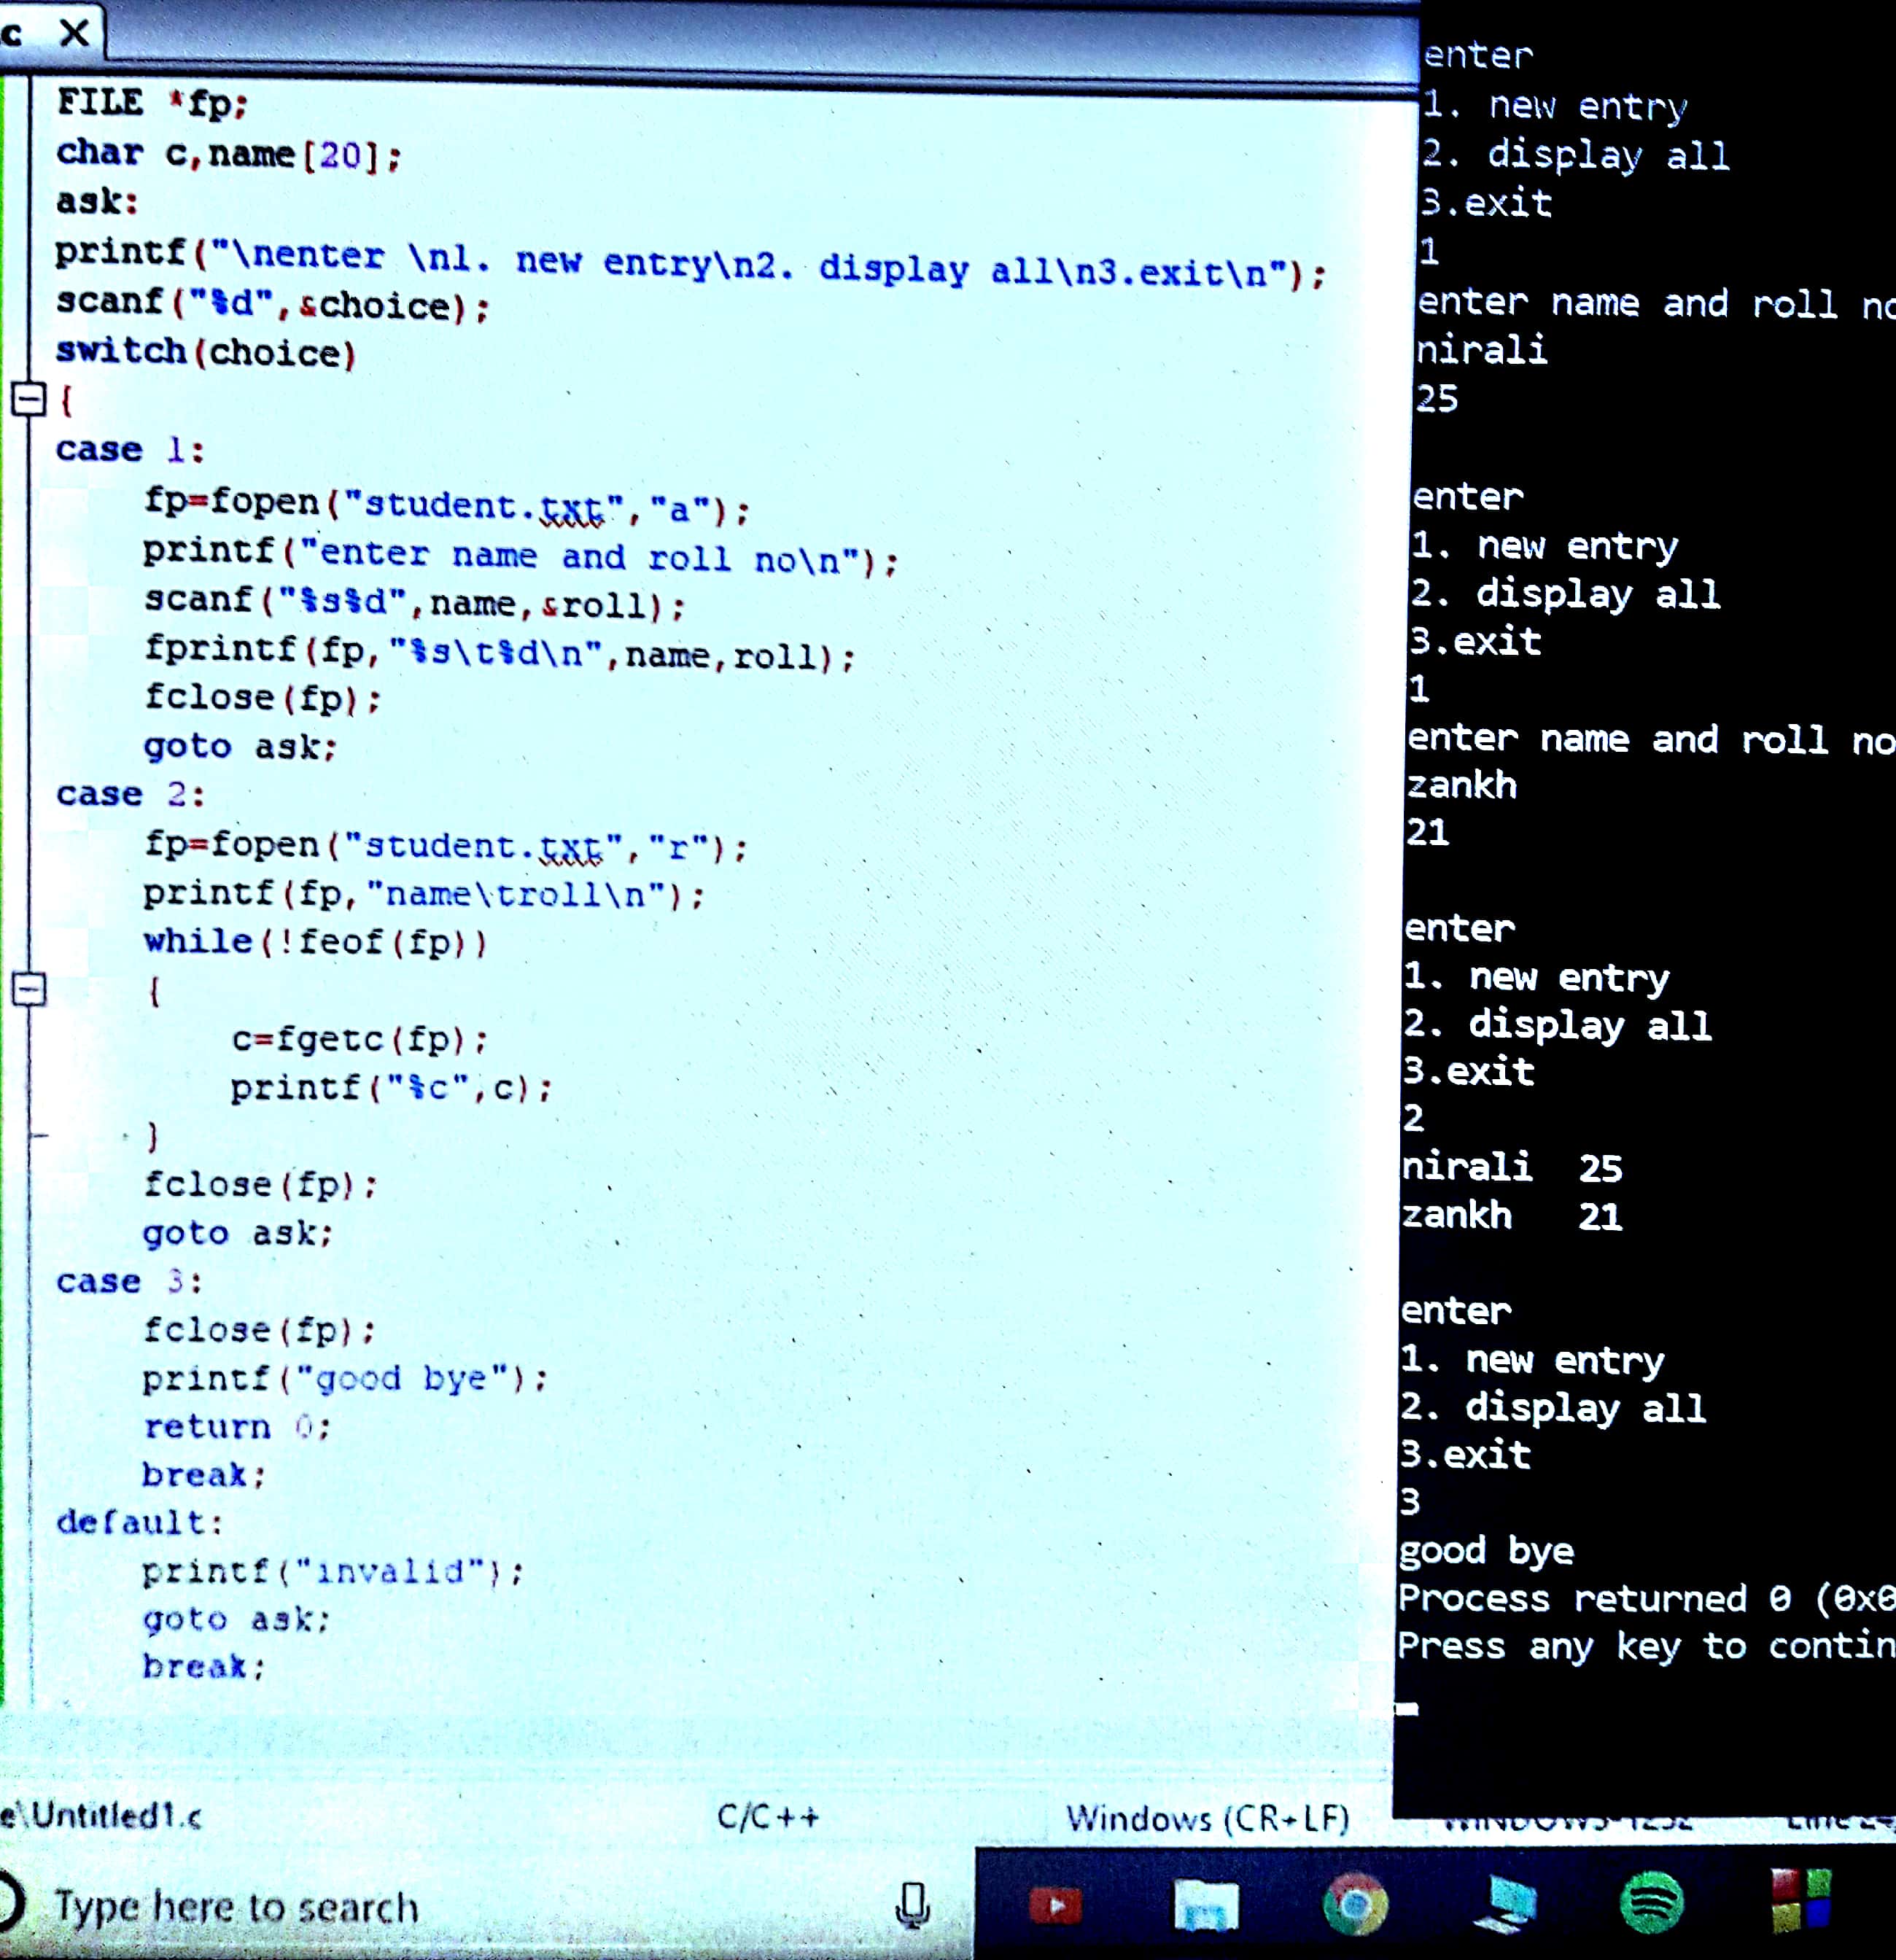 c X
FILE *fp;
char c,name[20];
ask:
printf("\nenter \n1. new entry\n2. display all\n3.exit\n");
scanf("%d",&choice);
switch(choice)
{
case 1:
fp=fopen("student.txt","a");
printf("enter name and roll no\n");
scanf("%s%d",name,&roll);
fprintf(fp,"%s\t%d\n",name,roll);
fclose(fp);
goto ask;
case 2:
fp=fopen("student.txt","r");
printf(fp,"name\troll\n");
while(!feof(fp))
{
c=fgetc(fp);
printf("%c",c);
}
fclose(fp);
goto ask;
case 3:
fclose(fp);
printf("good bye");
return 0;
break;
default:
printf("invalid");
goto ask;
break;
enter
1. new entry
2. display all
3.exit
1
enter name and roll no
nirali
25
enter
1. new entry
2. display all
3.exit
1
enter name and roll no
zankh
21
enter
1. new entry
2. display all
3.exit
2
nirali 25
zankh 21
enter
1. new entry
2. display all
3.exit
3
good bye
Process returned 0 (0x0
Press any key to contin
e\Untitled1.c C/C++ Windows (CR+LF)
Type here to search